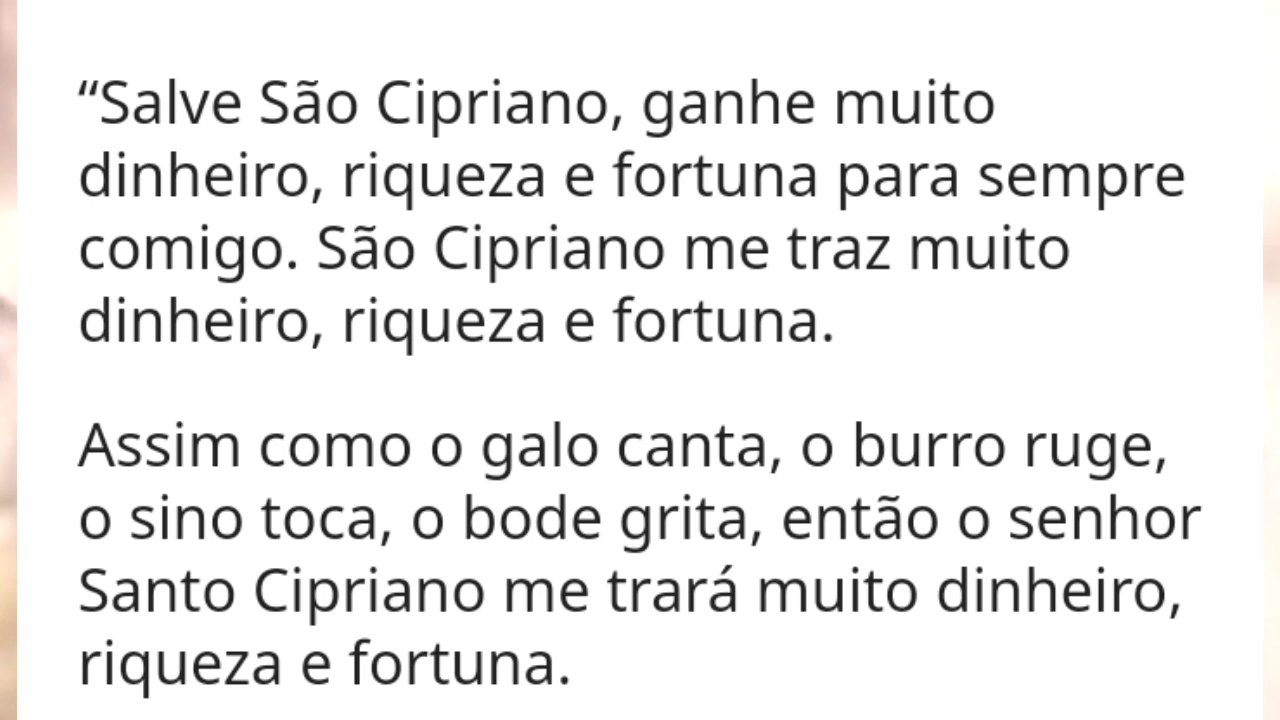 “Salve São Cipriano, ganhe muito
dinheiro, riqueza e fortuna para sempre
comigo. São Cipriano me traz muito
dinheiro, riqueza e fortuna.
Assim como o galo canta, o burro ruge,
o sino toca, o bode grita, então o senhor
Santo Cipriano me trará muito dinheiro,
riqueza e fortuna.